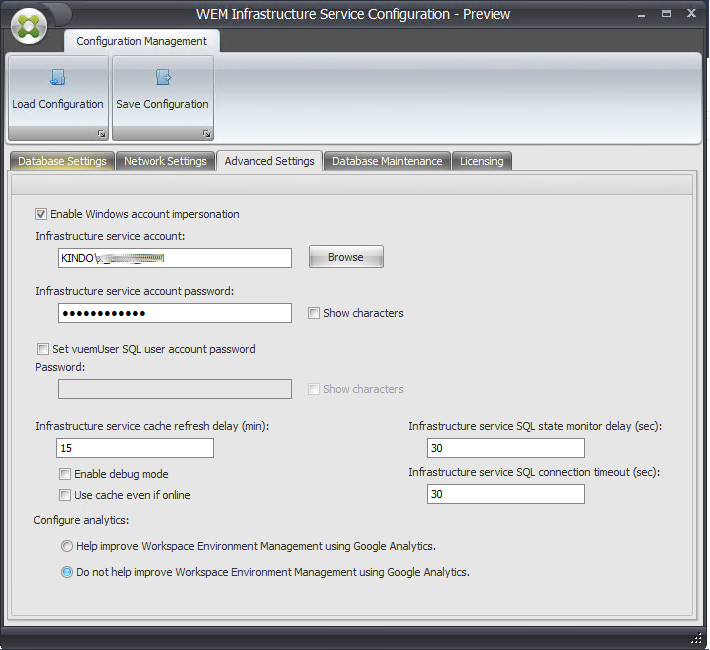 WEM Infrastructure Service Configuration - Preview
Configuration Management
Load Configuration
Save Configuration
Database Settings
Network Settings
Advanced Settings
Database Maintenance
Licensing
Enable Windows account impersonation
Infrastructure service account:
KINDO\
Browse
Infrastructure service account password:
●●●●●●●●●●●●
Show characters
Set vuemUser SQL user account password
Password:
Show characters
Infrastructure service cache refresh delay (min):
15
Infrastructure service SQL state monitor delay (sec):
30
Enable debug mode
Infrastructure service SQL connection timeout (sec):
30
Use cache even if online
Configure analytics:
Help improve Workspace Environment Management using Google Analytics.
Do not help improve Workspace Environment Management using Google Analytics.